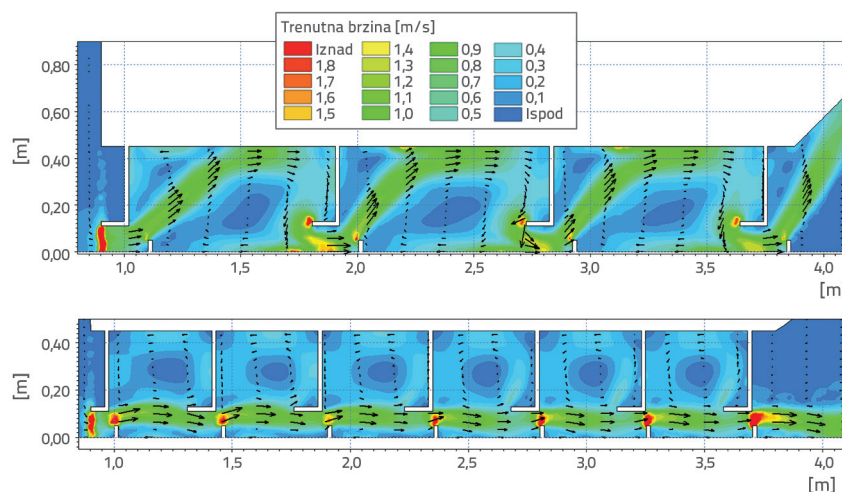 Trenutna brzina [m/s]
Iznad 1,4 0,9 0,4
1,8 1,3 0,8 0,3
1,7 1,2 0,7 0,2
1,6 1,1 0,6 0,1
1,5 1,0 0,5 Ispod
[m]
0,80
0,60
0,40
0,20
0,00
1,0 1,5 2,0 2,5 3,0 3,5 4,0
[m]
[m]
0,40
0,20
0,00
1,0 1,5 2,0 2,5 3,0 3,5 4,0
[m]